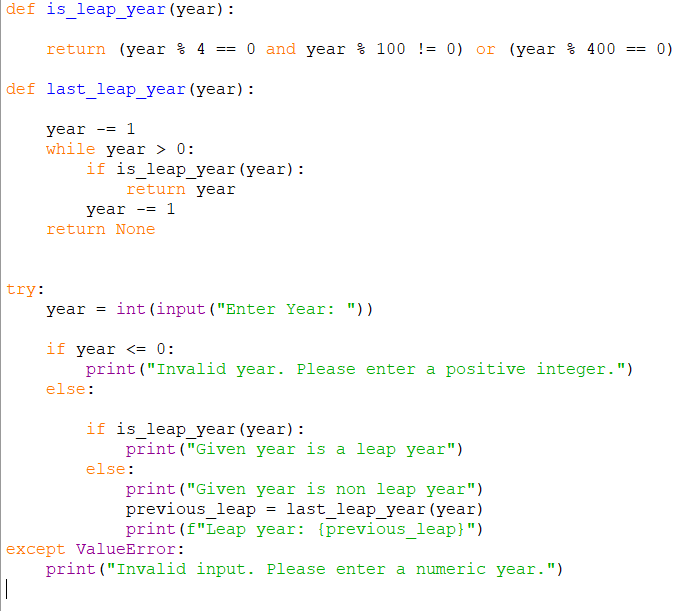 def is_leap_year(year):
    return (year % 4 == 0 and year % 100 != 0) or (year % 400 == 0)
def last_leap_year(year):
    year -= 1
    while year > 0:
        if is_leap_year(year):
            return year
        year -= 1
    return None
try:
    year = int(input("Enter Year: "))
    if year <= 0:
        print("Invalid year. Please enter a positive integer.")
    else:
        if is_leap_year(year):
            print("Given year is a leap year")
        else:
            print("Given year is non leap year")
            previous_leap = last_leap_year(year)
            print(f"Leap year: {previous_leap}")
except ValueError:
    print("Invalid input. Please enter a numeric year.")